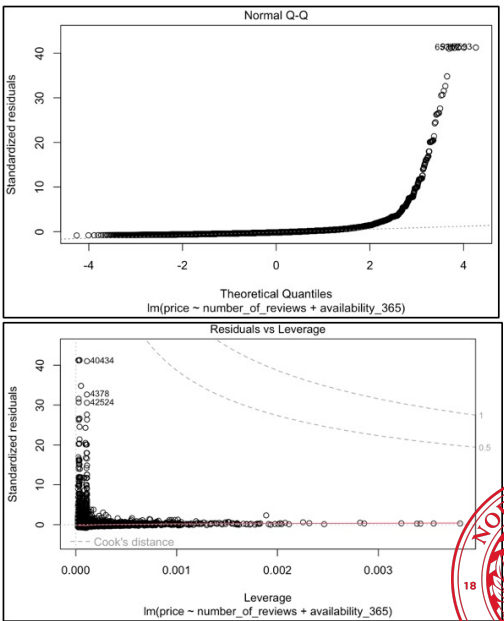 Normal Q-Q
Standardized residuals
40
30
20
10
0
-4 -2 0 2 4
Theoretical Quantiles
lm(price ~ number_of_reviews + availability_365)
Residuals vs Leverage
Standardized residuals
40
30
20
10
0
40434
4378
42524
1
0.5
Cook's distance
0.000 0.001 0.002 0.003
Leverage
lm(price ~ number_of_reviews + availability_365)
NO
18